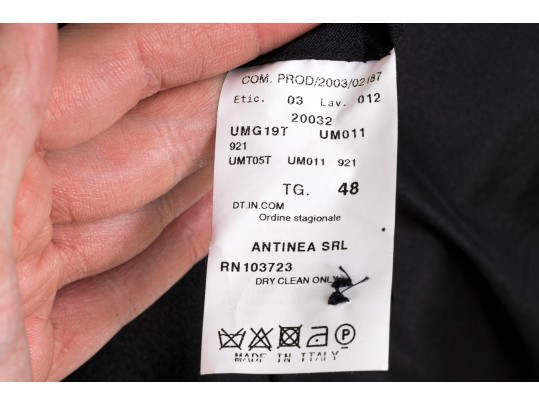 COM. PROD/2003/02187
Etic. 03 Lav. 012
20032
UMG19T UM011
921
UMT05T UM011 921
TG. 48
DT.IN.COM
Ordine stagionale
ANTINEA SRL
RN103723
DRY CLEAN ONLY
P
MADE IN ITALY